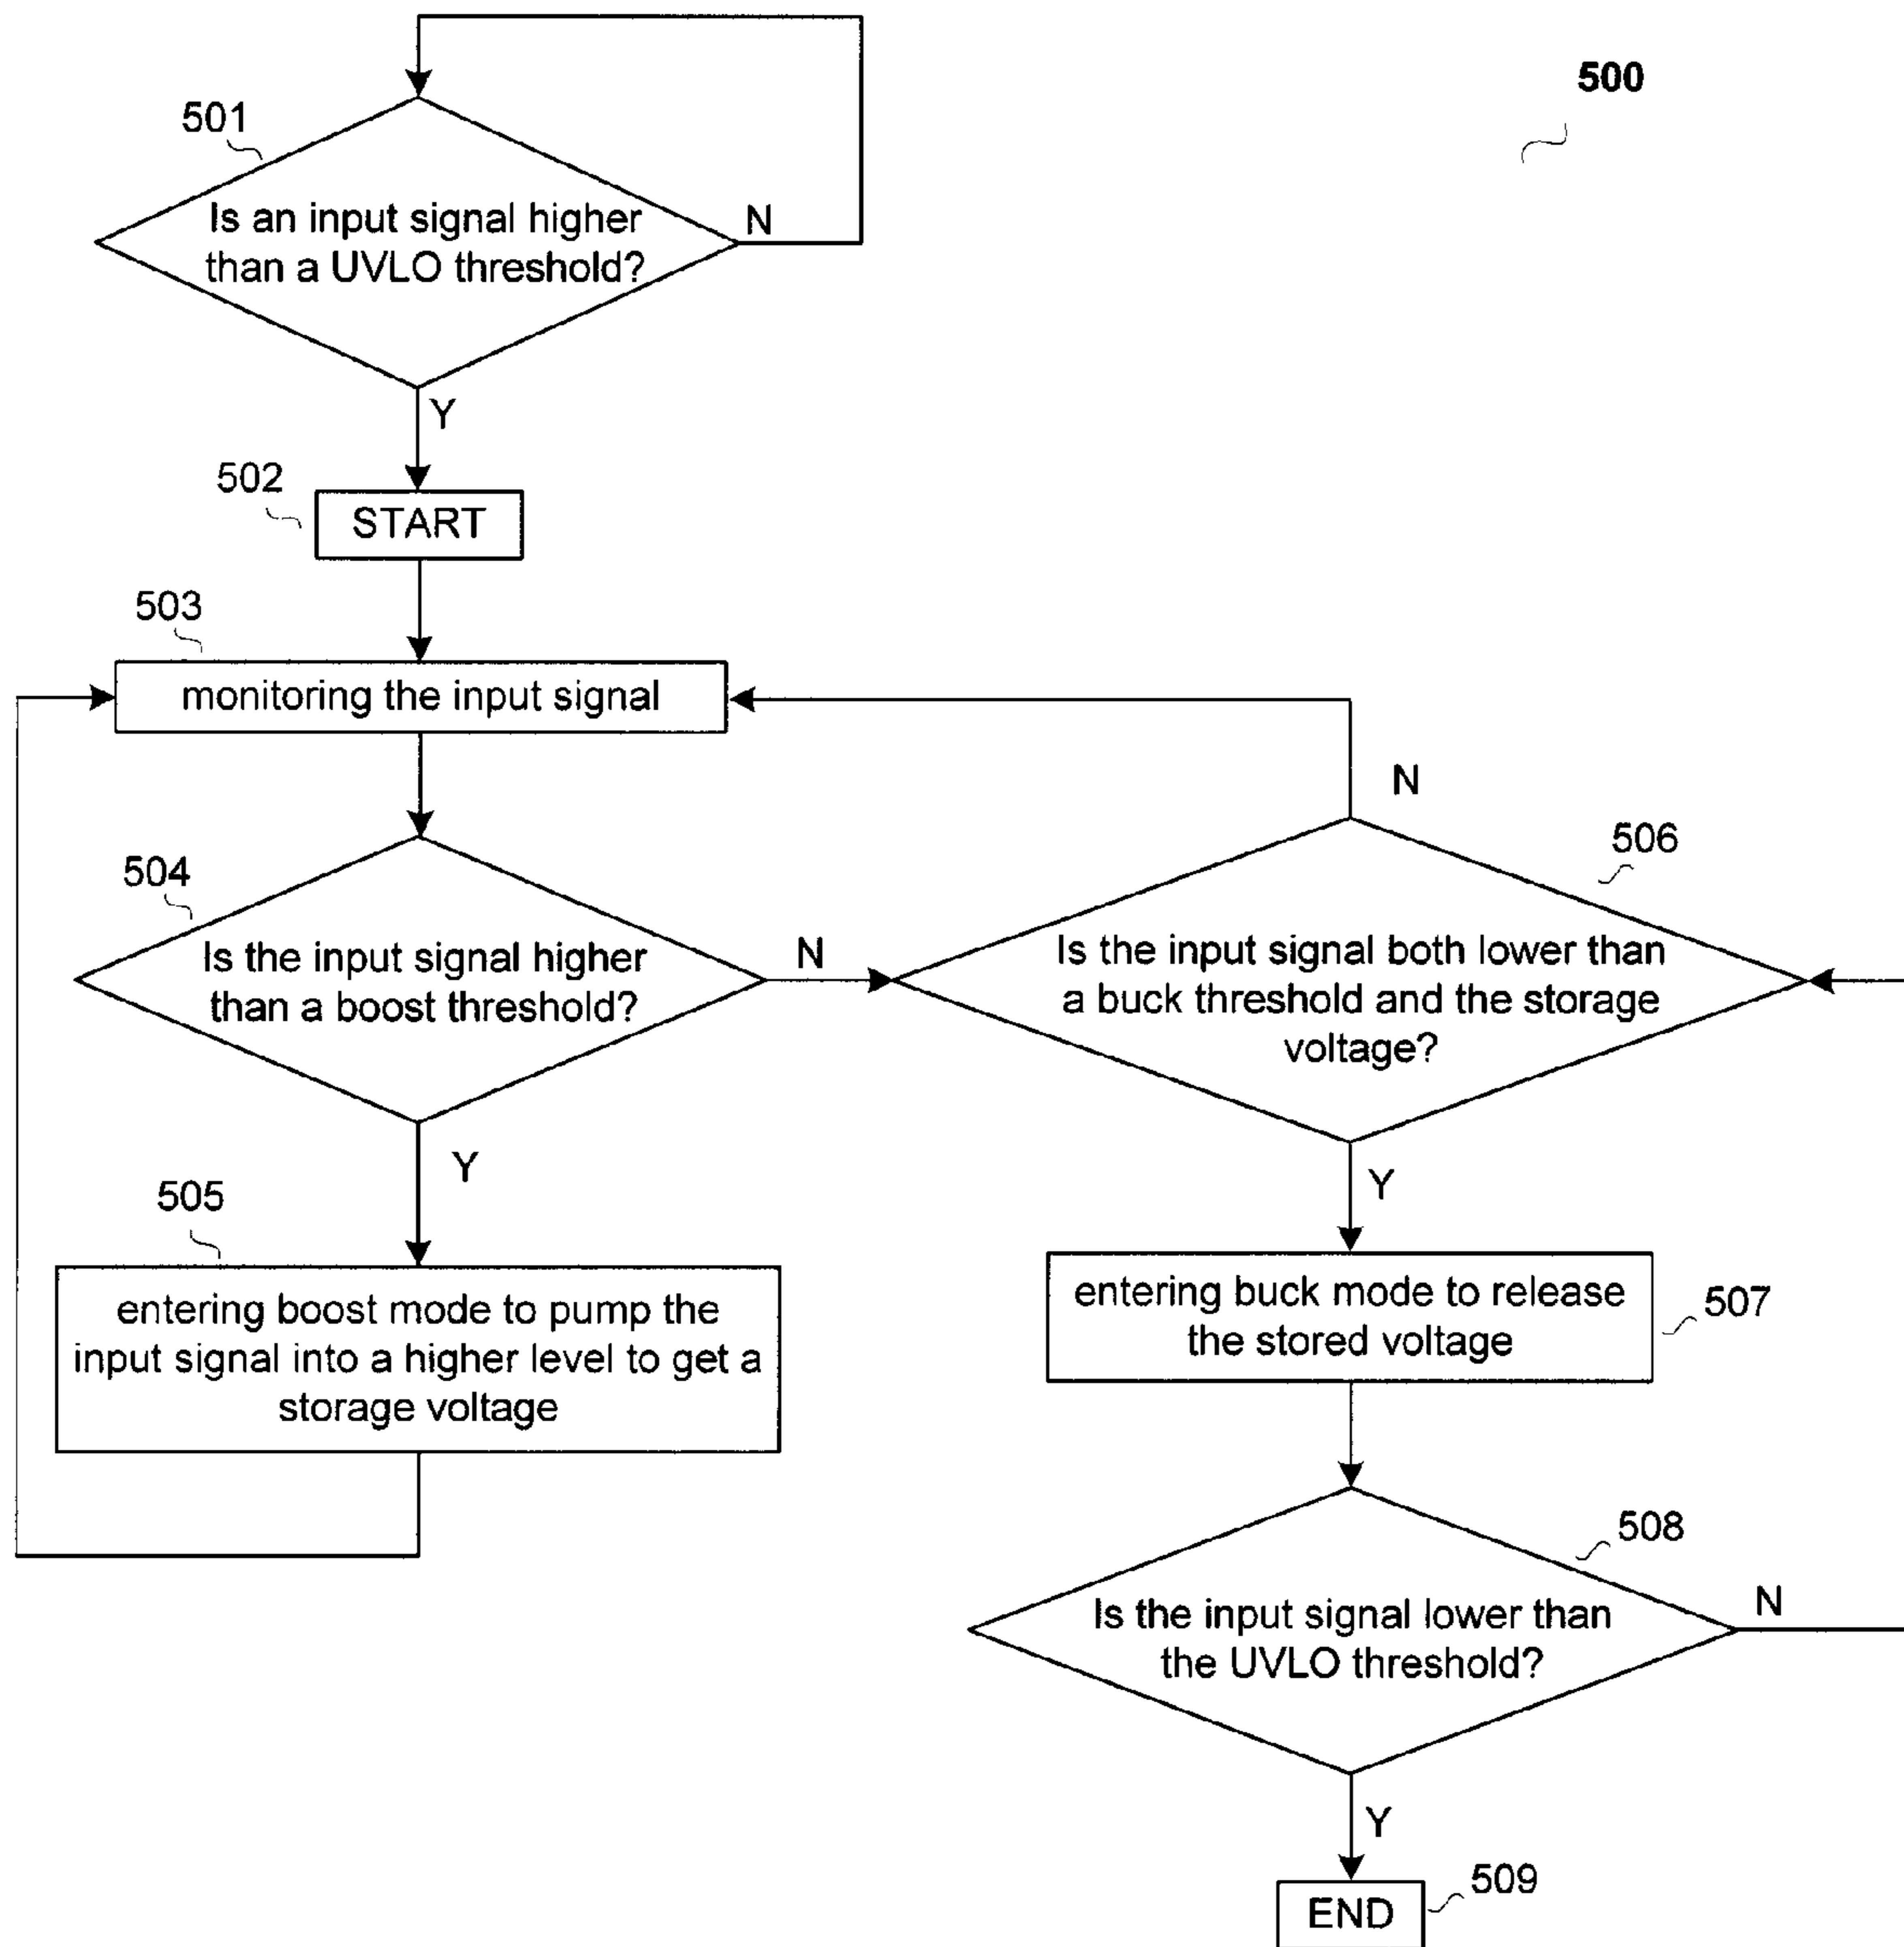 500
501
Is an input signal higher
than a UVLO threshold?
N
Y
502
START
503
monitoring the input signal
504
Is the input signal higher
than a boost threshold?
N
Y
505
entering boost mode to pump the
input signal into a higher level to get a
storage voltage
506
Is the input signal both lower than
a buck threshold and the storage
voltage?
N
Y
entering buck mode to release
the stored voltage
507
508
Is the input signal lower than
the UVLO threshold?
N
Y
END
509